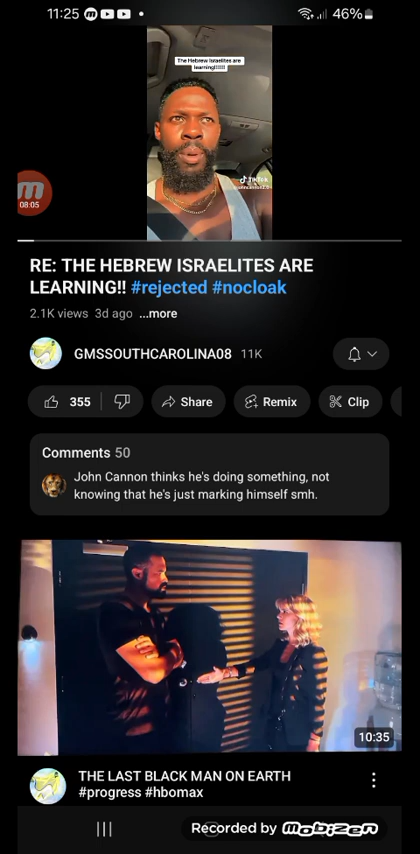 11:25
46%
The Hebrew Israelites are
learning!!!!!!
TikTok
08:05
RE: THE HEBREW ISRAELITES ARE
LEARNING!! #rejected #nocloak
2.1K views 3d ago ...more
GMSSOUTHCAROLINA08 11K
355 Share Remix Clip
Comments 50
John Cannon thinks he's doing something, not
knowing that he's just marking himself smh.
10:35
THE LAST BLACK MAN ON EARTH
#progress #hbomax
Recorded by MOBIZEN